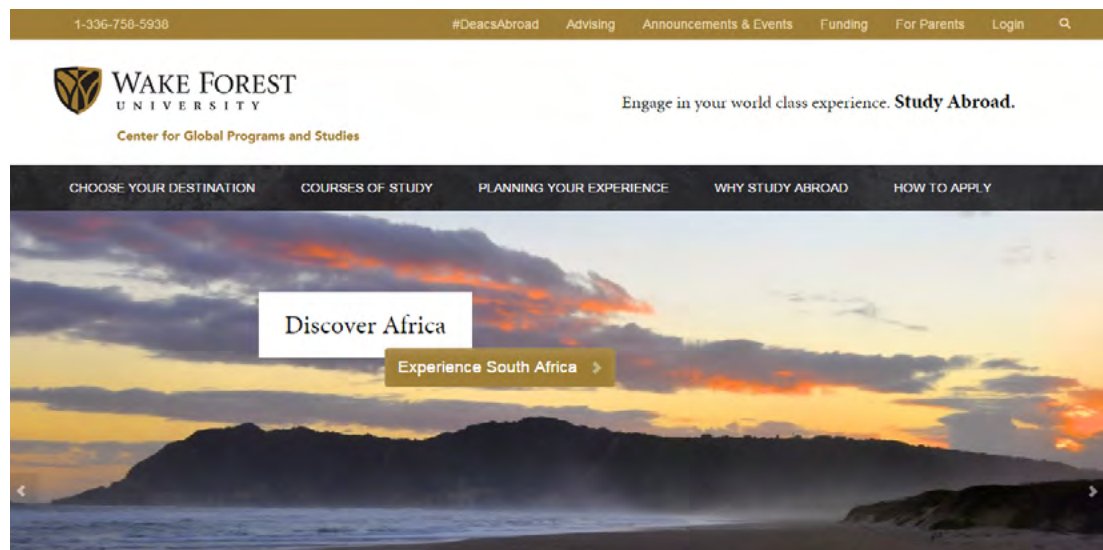 1-336-758-5938 #DeacsAbroad Advising Announcements & Events Funding For Parents Login
WAKE FOREST
UNIVERSITY
Center for Global Programs and Studies
Engage in your world class experience. Study Abroad.
CHOOSE YOUR DESTINATION COURSES OF STUDY PLANNING YOUR EXPERIENCE WHY STUDY ABROAD HOW TO APPLY
Discover Africa
Experience South Africa